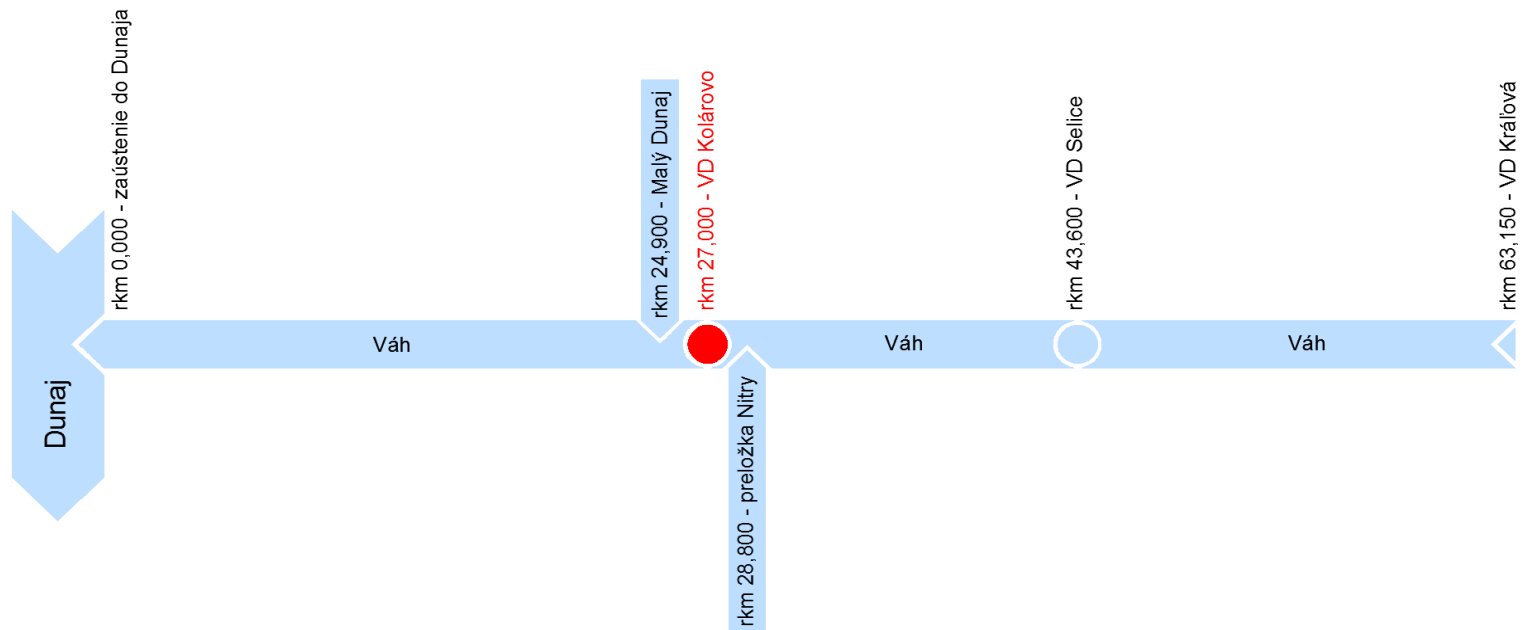 Dunaj
rkm 0,000 - zaústenie do Dunaja
Váh
rkm 24,900 - Malý Dunaj
rkm 27,000 - VD Kolárovo
rkm 28,800 - preložka Nitry
Váh
rkm 43,600 - VD Selice
Váh
rkm 63,150 - VD Kráľová